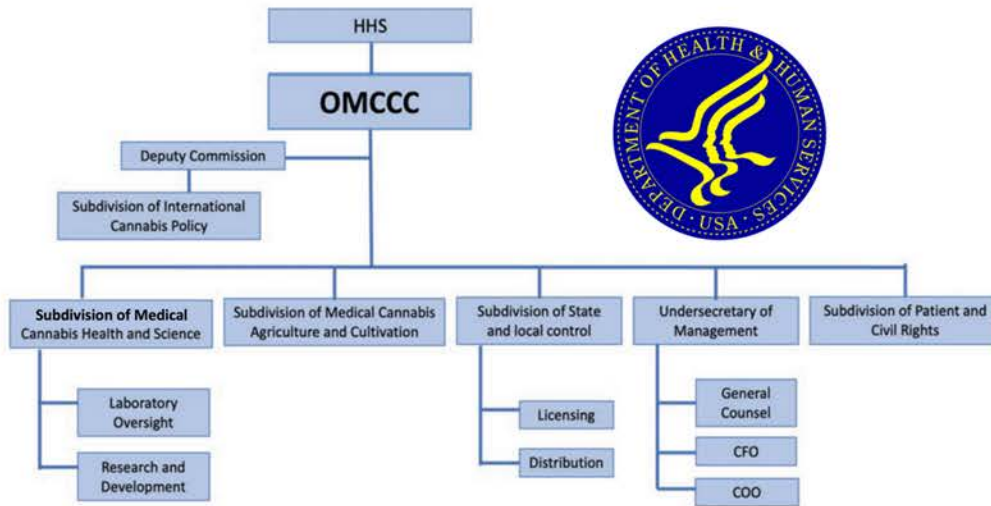 HHS
OMCCC
DEPARTMENT OF HEALTH & HUMAN SERVICES · USA ·
Deputy Commission
Subdivision of International
Cannabis Policy
Subdivision of Medical
Cannabis Health and Science
Subdivision of Medical Cannabis
Agriculture and Cultivation
Subdivision of State
and local control
Undersecretary of
Management
Subdivision of Patient and
Civil Rights
Laboratory
Oversight
Research and
Development
Licensing
Distribution
General
Counsel
CFO
COO